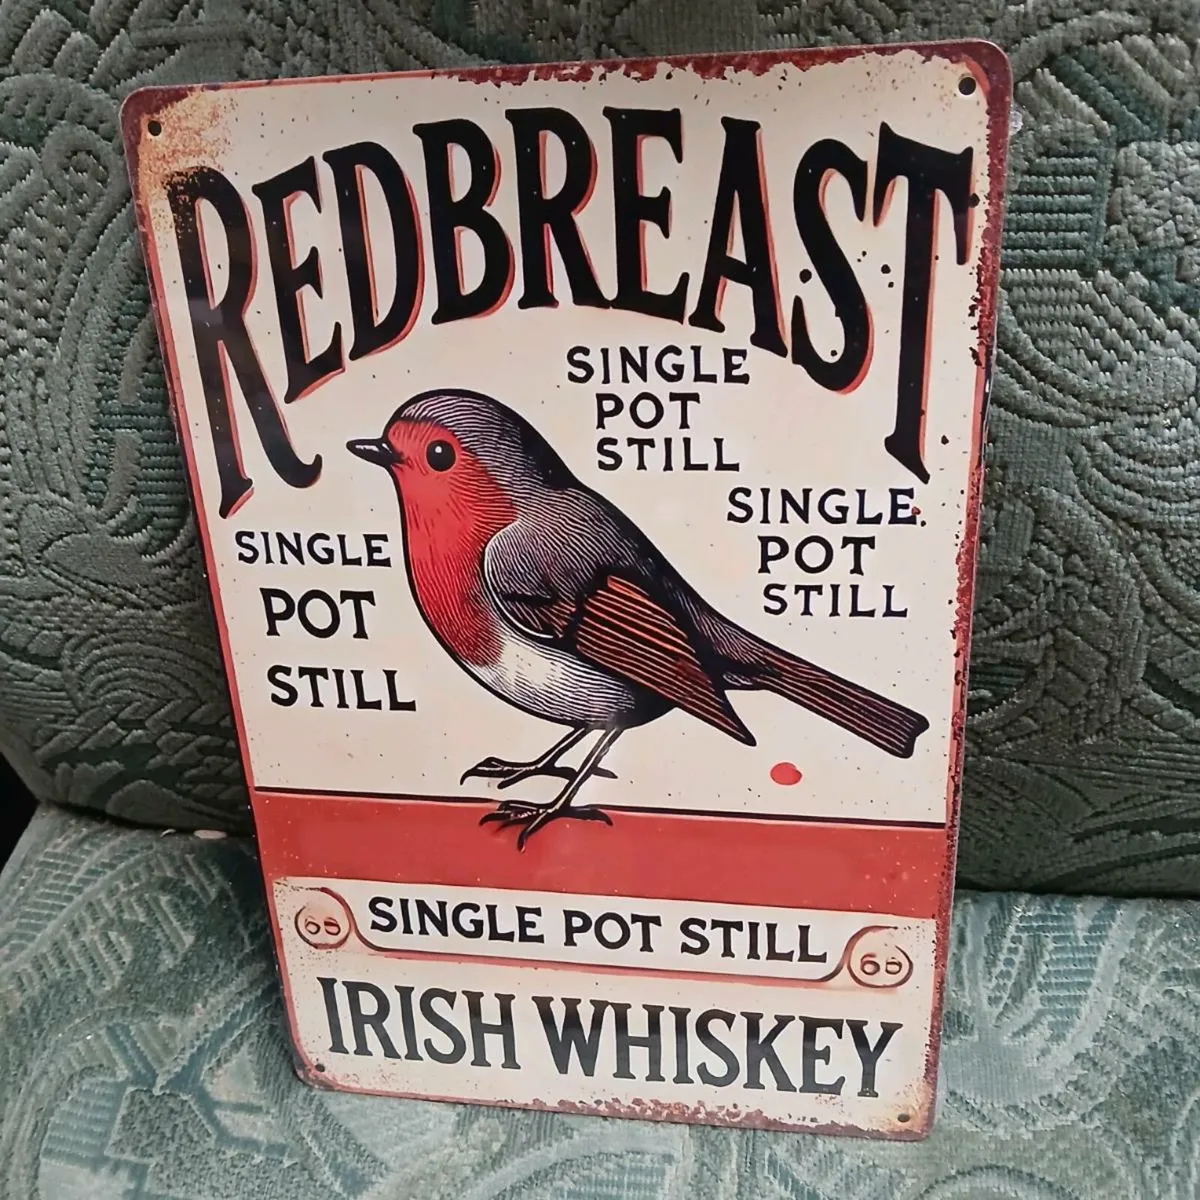 REDBREAST
SINGLE
POT
STILL
SINGLE
POT
STILL
SINGLE
POT
STILL
SINGLE POT STILL
IRISH WHISKEY